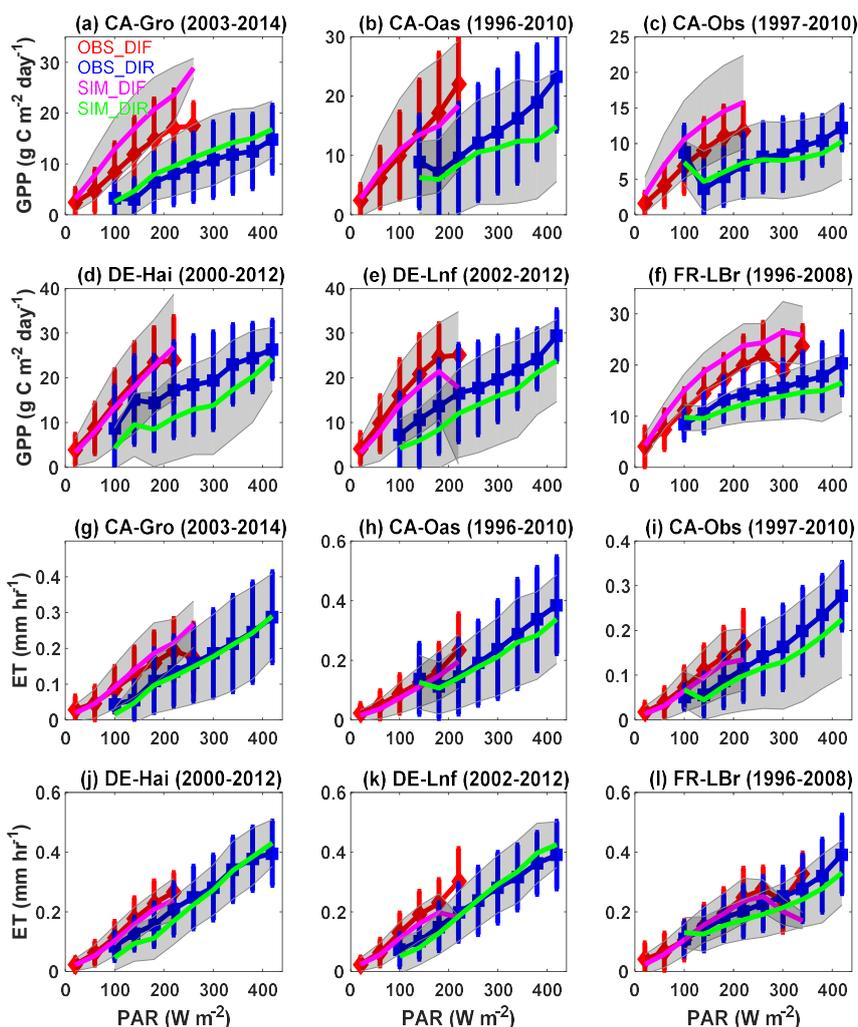 (a) CA-Gro (2003-2014)
(b) CA-Oas (1996-2010)
(c) CA-Obs (1997-2010)
OBS_DIF
OBS_DIR
SIM_DIF
SIM_DIR
GPP (g C m-2 day-1)
30
20
10
0
0 100 200 300 400
30
20
10
0
0 100 200 300 400
25
20
15
10
5
0
0 100 200 300 400
(d) DE-Hai (2000-2012)
(e) DE-Lnf (2002-2012)
(f) FR-LBr (1996-2008)
GPP (g C m-2 day-1)
40
30
20
10
0
0 100 200 300 400
40
30
20
10
0
0 100 200 300 400
30
20
10
0
0 100 200 300 400
(g) CA-Gro (2003-2014)
(h) CA-Oas (1996-2010)
(i) CA-Obs (1997-2010)
ET (mm hr-1)
0.4
0.3
0.2
0.1
0
0 100 200 300 400
0.6
0.4
0.2
0
0 100 200 300 400
0.4
0.3
0.2
0.1
0
0 100 200 300 400
(j) DE-Hai (2000-2012)
(k) DE-Lnf (2002-2012)
(l) FR-LBr (1996-2008)
ET (mm hr-1)
0.6
0.4
0.2
0
0 100 200 300 400
0.6
0.4
0.2
0
0 100 200 300 400
0.6
0.4
0.2
0
0 100 200 300 400
PAR (W m-2)
PAR (W m-2)
PAR (W m-2)